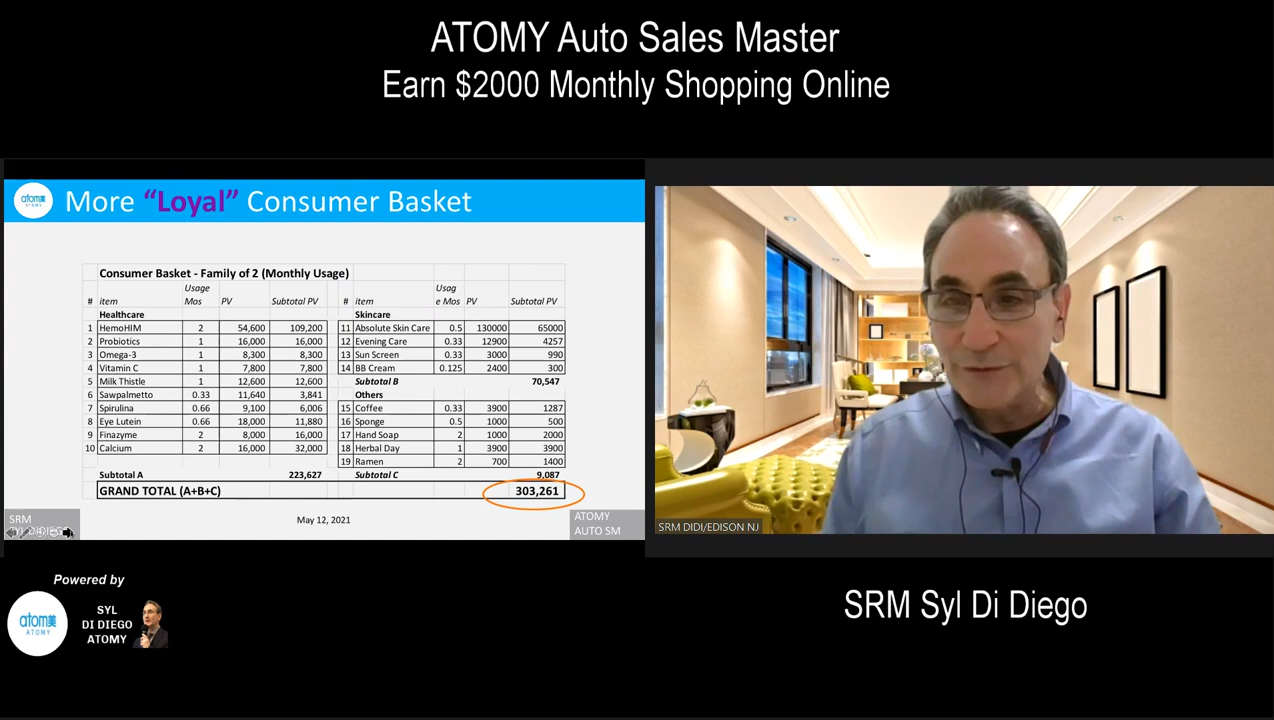 ATOMY Auto Sales Master
Earn $2000 Monthly Shopping Online
atom美
ATOMY
More “Loyal” Consumer Basket
Consumer Basket - Family of 2 (Monthly Usage)
# item Usage Mos PV Subtotal PV
Healthcare
1 HemoHIM 2 54,600 109,200
2 Probiotics 1 16,000 16,000
3 Omega-3 1 8,300 8,300
4 Vitamin C 1 7,800 7,800
5 Milk Thistle 1 12,600 12,600
6 Sawpalmetto 0.33 11,640 3,841
7 Spirulina 0.66 9,100 6,006
8 Eye Lutein 0.66 18,000 11,880
9 Finazyme 2 8,000 16,000
10 Calcium 2 16,000 32,000
Subtotal A 223,627
# item Usag e Mos PV Subtotal PV
Skincare
11 Absolute Skin Care 0.5 130000 65000
12 Evening Care 0.33 12900 4257
13 Sun Screen 0.33 3000 990
14 BB Cream 0.125 2400 300
Subtotal B 70,547
Others
15 Coffee 0.33 3900 1287
16 Sponge 0.5 1000 500
17 Hand Soap 2 1000 2000
18 Herbal Day 1 3900 3900
19 Ramen 2 700 1400
Subtotal C 9,087
GRAND TOTAL (A+B+C) 303,261
SRM
May 12, 2021
ATOMY
AUTO SM
SRM DIDI/EDISON NJ
Powered by
atom美
ATOMY
SYL
DI DIEGO
ATOMY
SRM Syl Di Diego